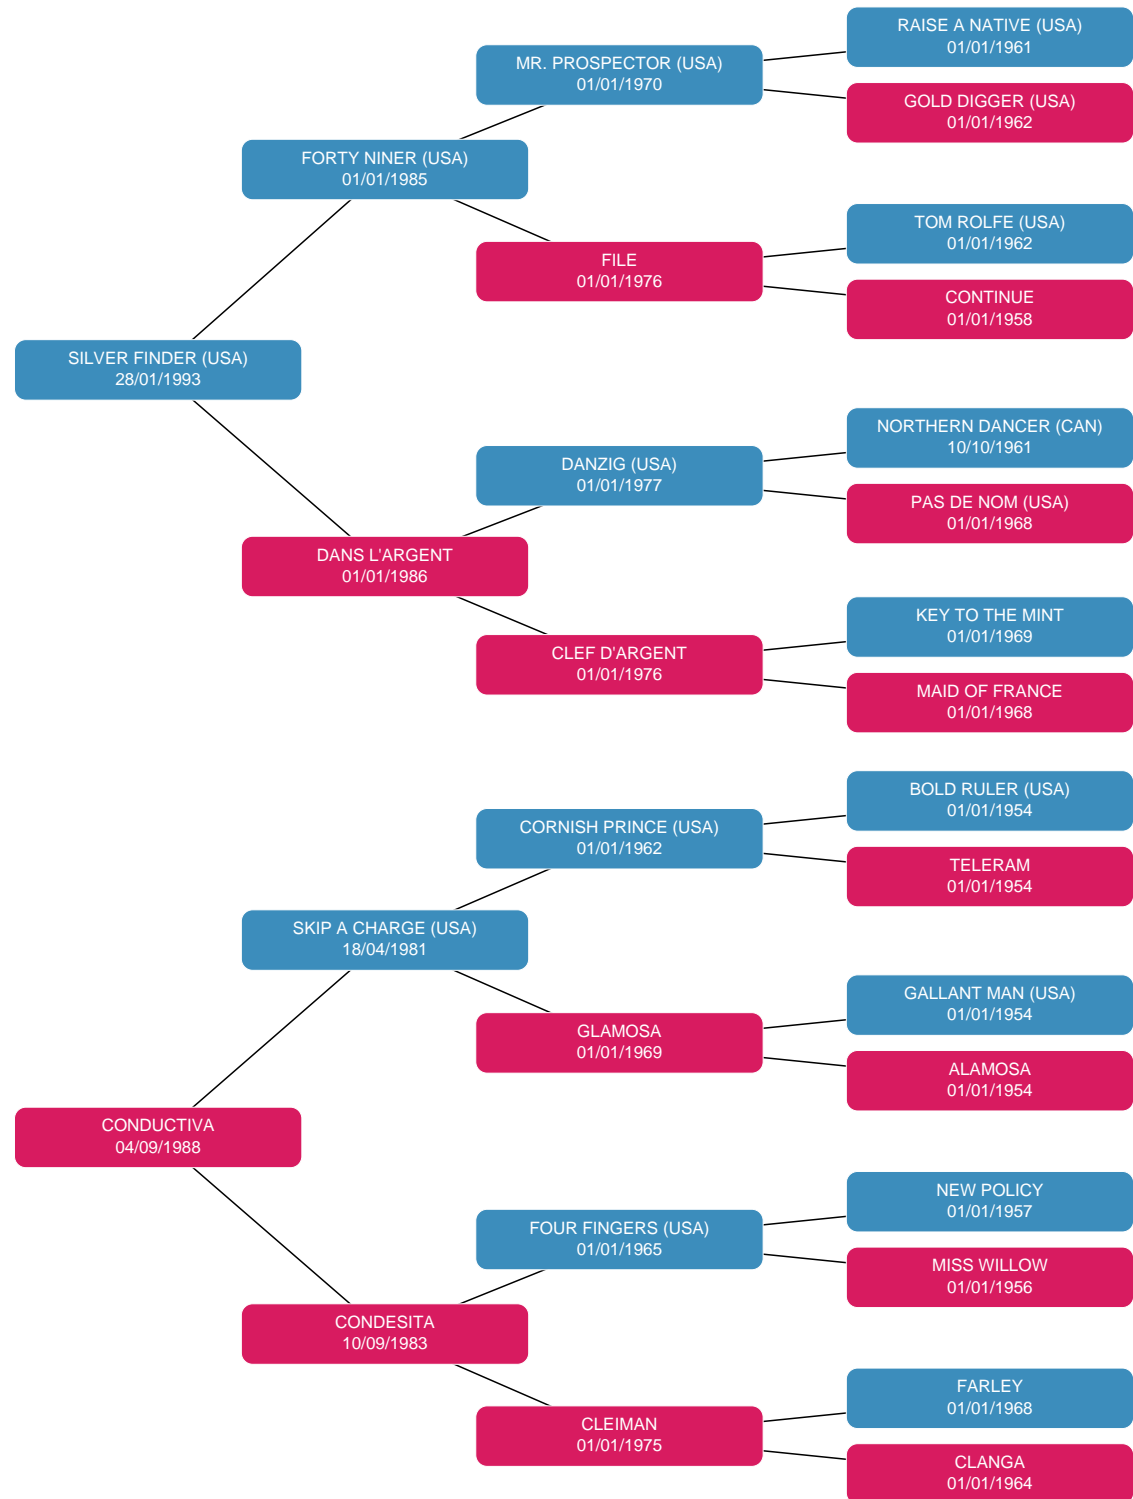 RAISE A NATIVE (USA)
01/01/1961
MR. PROSPECTOR (USA)
01/01/1970
GOLD DIGGER (USA)
01/01/1962
FORTY NINER (USA)
01/01/1985
TOM ROLFE (USA)
01/01/1962
FILE
01/01/1976
CONTINUE
01/01/1958
SILVER FINDER (USA)
28/01/1993
NORTHERN DANCER (CAN)
10/10/1961
DANZIG (USA)
01/01/1977
PAS DE NOM (USA)
01/01/1968
DANS L'ARGENT
01/01/1986
KEY TO THE MINT
01/01/1969
CLEF D'ARGENT
01/01/1976
MAID OF FRANCE
01/01/1968
BOLD RULER (USA)
01/01/1954
CORNISH PRINCE (USA)
01/01/1962
TELERAM
01/01/1954
SKIP A CHARGE (USA)
18/04/1981
GALLANT MAN (USA)
01/01/1954
GLAMOSA
01/01/1969
ALAMOSA
01/01/1954
CONDUCTIVA
04/09/1988
NEW POLICY
01/01/1957
FOUR FINGERS (USA)
01/01/1965
MISS WILLOW
01/01/1956
CONDESITA
10/09/1983
FARLEY
01/01/1968
CLEIMAN
01/01/1975
CLANGA
01/01/1964